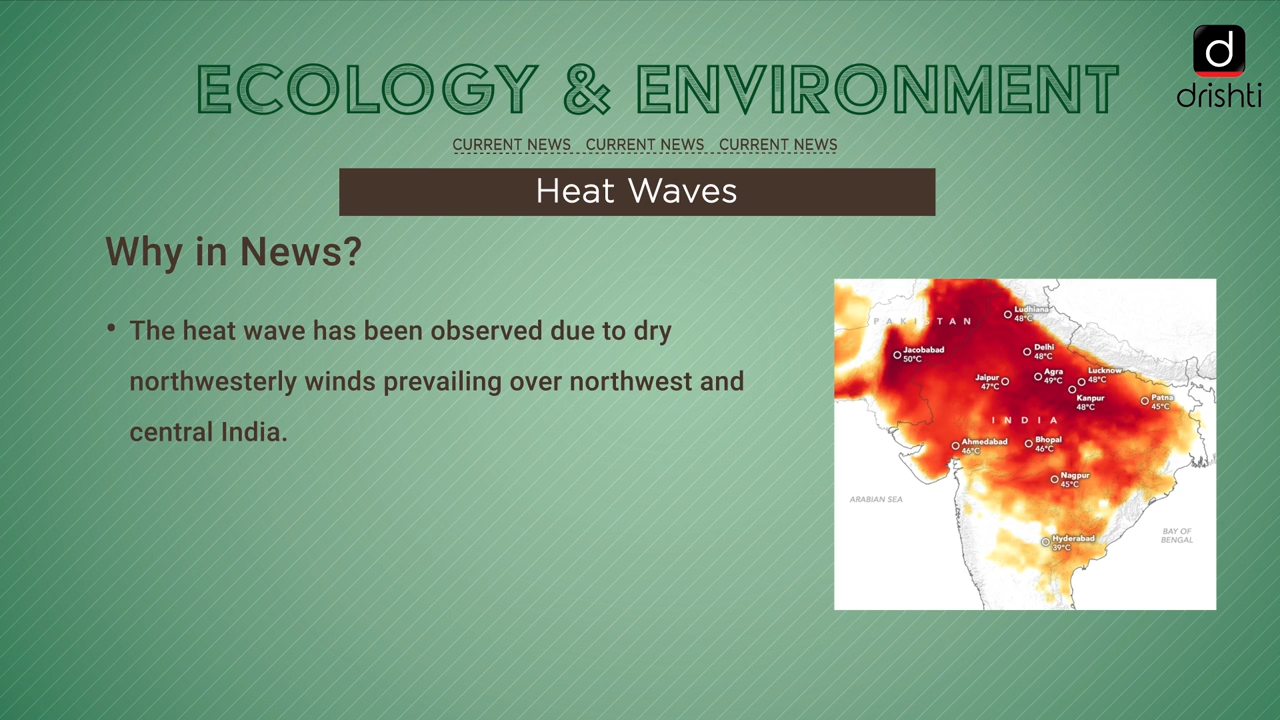 ECOLOGY & ENVIRONMENT
d
drishti
CURRENT NEWS CURRENT NEWS CURRENT NEWS
Heat Waves
Why in News?
• The heat wave has been observed due to dry
northwesterly winds prevailing over northwest and
central India.
PAKISTAN
Ludhiana
48°C
Jacobabad
50°C
Delhi
48°C
Agra
49°C
Lucknow
48°C
Jaipur
47°C
Kanpur
48°C
Patna
45°C
INDIA
Ahmedabad
46°C
Bhopal
46°C
Nagpur
45°C
ARABIAN SEA
BAY OF
BENGAL
Hyderabad
39°C